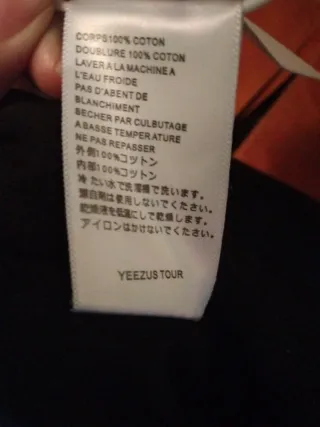 CORPS100% COTON
DOUBLURE 100% COTON
LAVER A LA MACHINE A
L'EAU FROIDE
PAS D'ABENT DE
BLANCHIMENT
SECHER PAR CULBUTAGE
A BASSE TEMPERATURE
NE PAS REPASSER
外側100%コットン
内部100%コットン
冷 たい水で洗濯機で洗います。
漂白剤は使用しないでください。
乾燥液を低温にして乾燥します。
アイロンはかけないでください。
YEEZUS TOUR